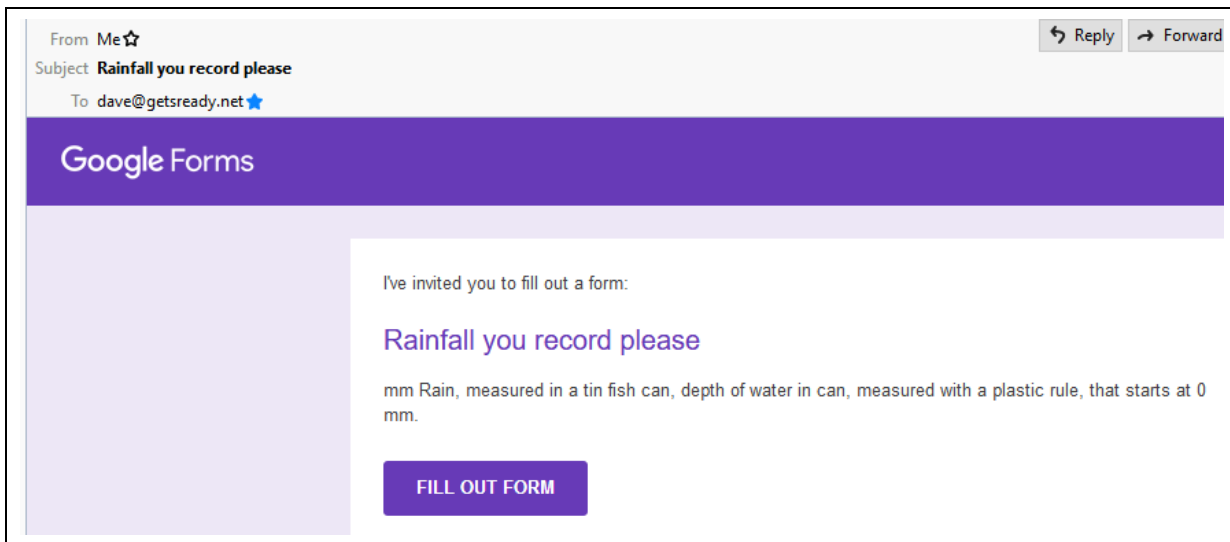 From Me
Reply
Forward
Subject Rainfall you record please
To dave@getsready.net
Google Forms
I've invited you to fill out a form:
Rainfall you record please
mm Rain, measured in a tin fish can, depth of water in can, measured with a plastic rule, that starts at 0
mm.
FILL OUT FORM